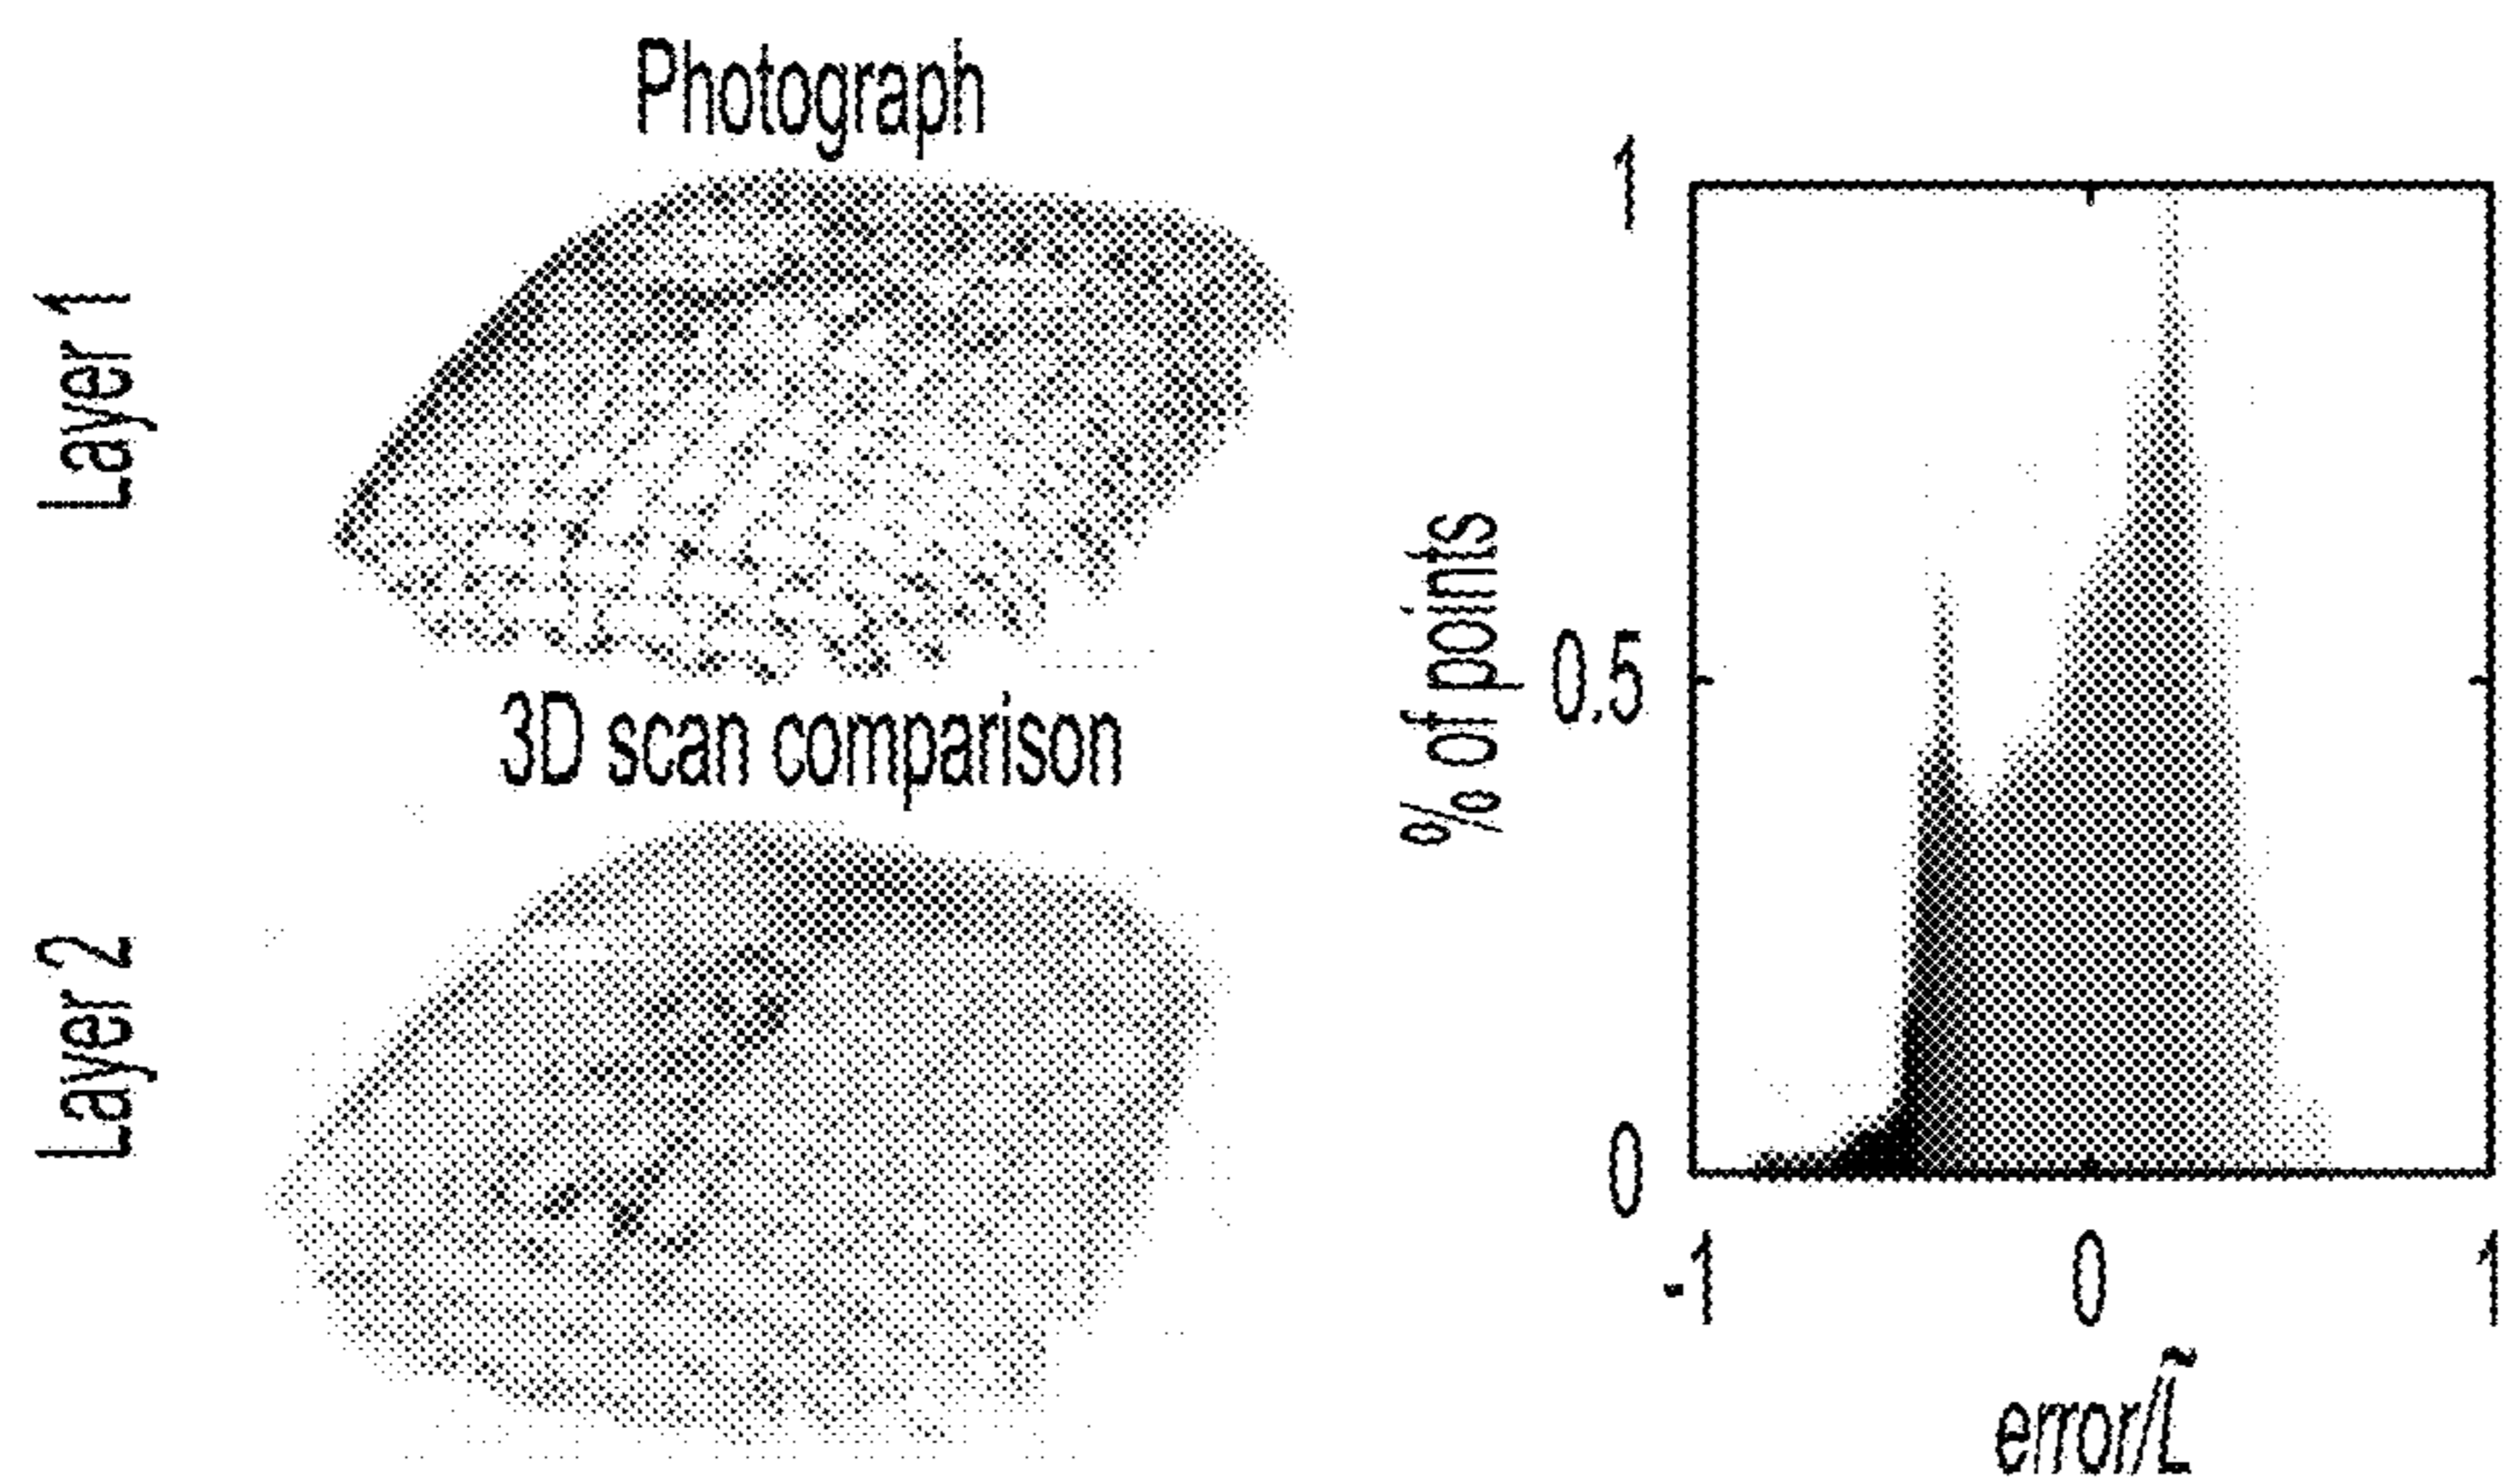 Photograph
Layer 1
3D scan comparison
Layer 2
1
0.5
0
% of points
-1
0
1
error/L̃